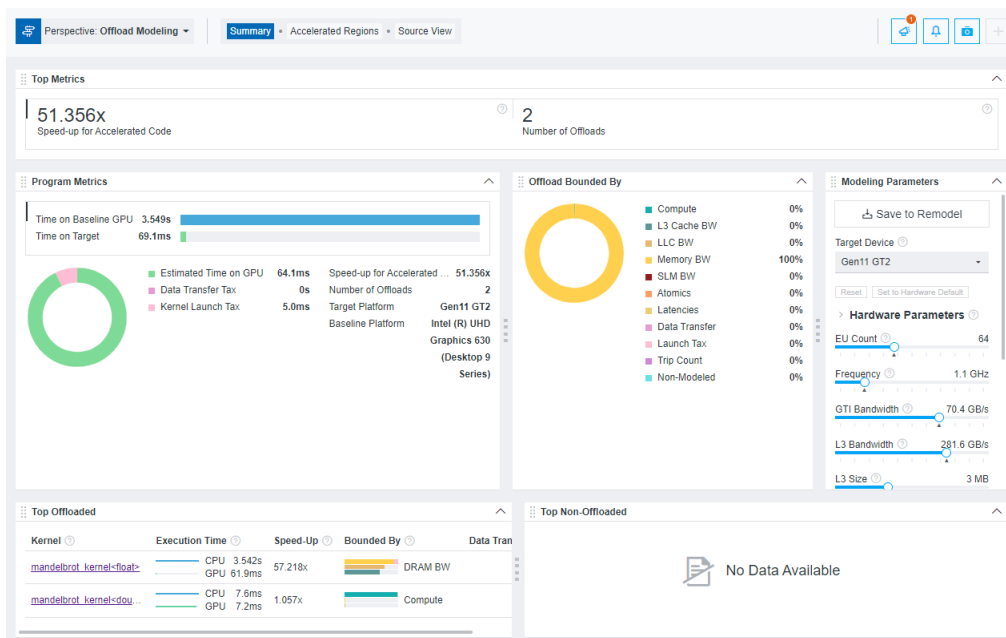 Perspective: Offload Modeling
Summary
Accelerated Regions
Source View
1
Top Metrics
51.356x
Speed-up for Accelerated Code
2
Number of Offloads
Program Metrics
Time on Baseline GPU 3.549s
Time on Target 69.1ms
Estimated Time on GPU 64.1ms
Data Transfer Tax 0s
Kernel Launch Tax 5.0ms
Speed-up for Accelerated ... 51.356x
Number of Offloads 2
Target Platform Gen11 GT2
Baseline Platform Intel (R) UHD
Graphics 630
(Desktop 9
Series)
Offload Bounded By
Compute 0%
L3 Cache BW 0%
LLC BW 0%
Memory BW 100%
SLM BW 0%
Atomics 0%
Latencies 0%
Data Transfer 0%
Launch Tax 0%
Trip Count 0%
Non-Modeled 0%
Modeling Parameters
Save to Remodel
Target Device
Gen11 GT2
Reset Set to Hardware Default
Hardware Parameters
EU Count 64
Frequency 1.1 GHz
GTI Bandwidth 70.4 GB/s
L3 Bandwidth 281.6 GB/s
L3 Size 3 MB
Top Offloaded
Kernel Execution Time Speed-Up Bounded By Data Tran
mandelbrot_kernel<float> CPU 3.542s 57.218x DRAM BW
GPU 61.9ms
mandelbrot_kernel<dou... CPU 7.6ms 1.057x Compute
GPU 7.2ms
Top Non-Offloaded
No Data Available